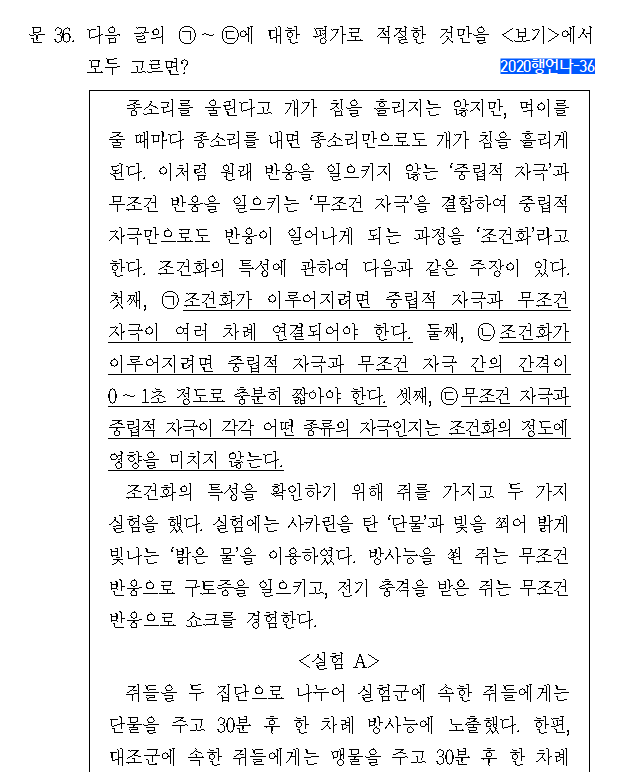 문 36. 다음 글의 ㉠~㉢에 대한 평가로 적절한 것만을 <보기>에서
모두 고르면?
2020행언나-36
종소리를 울린다고 개가 침을 흘리지는 않지만, 먹이를
줄 때마다 종소리를 내면 종소리만으로도 개가 침을 흘리게
된다. 이처럼 원래 반응을 일으키지 않는 ‘중립적 자극’과
무조건 반응을 일으키는 ‘무조건 자극’을 결합하여 중립적
자극만으로도 반응이 일어나게 되는 과정을 ‘조건화’라고
한다. 조건화의 특성에 관하여 다음과 같은 주장이 있다.
첫째, ㉠조건화가 이루어지려면 중립적 자극과 무조건
자극이 여러 차례 연결되어야 한다. 둘째, ㉡조건화가
이루어지려면 중립적 자극과 무조건 자극 간의 간격이
0~1초 정도로 충분히 짧아야 한다. 셋째, ㉢무조건 자극과
중립적 자극이 각각 어떤 종류의 자극인지는 조건화의 정도에
영향을 미치지 않는다.
조건화의 특성을 확인하기 위해 쥐를 가지고 두 가지
실험을 했다. 실험에는 사카린을 탄 ‘단물’과 빛을 쬐어 밝게
빛나는 ‘밝은 물’을 이용하였다. 방사능을 쐰 쥐는 무조건
반응으로 구토증을 일으키고, 전기 충격을 받은 쥐는 무조건
반응으로 쇼크를 경험한다.
<실험 A>
쥐들을 두 집단으로 나누어 실험군에 속한 쥐들에게는
단물을 주고 30분 후 한 차례 방사능에 노출했다. 한편,
대조군에 속한 쥐들에게는 맹물을 주고 30분 후 한 차례